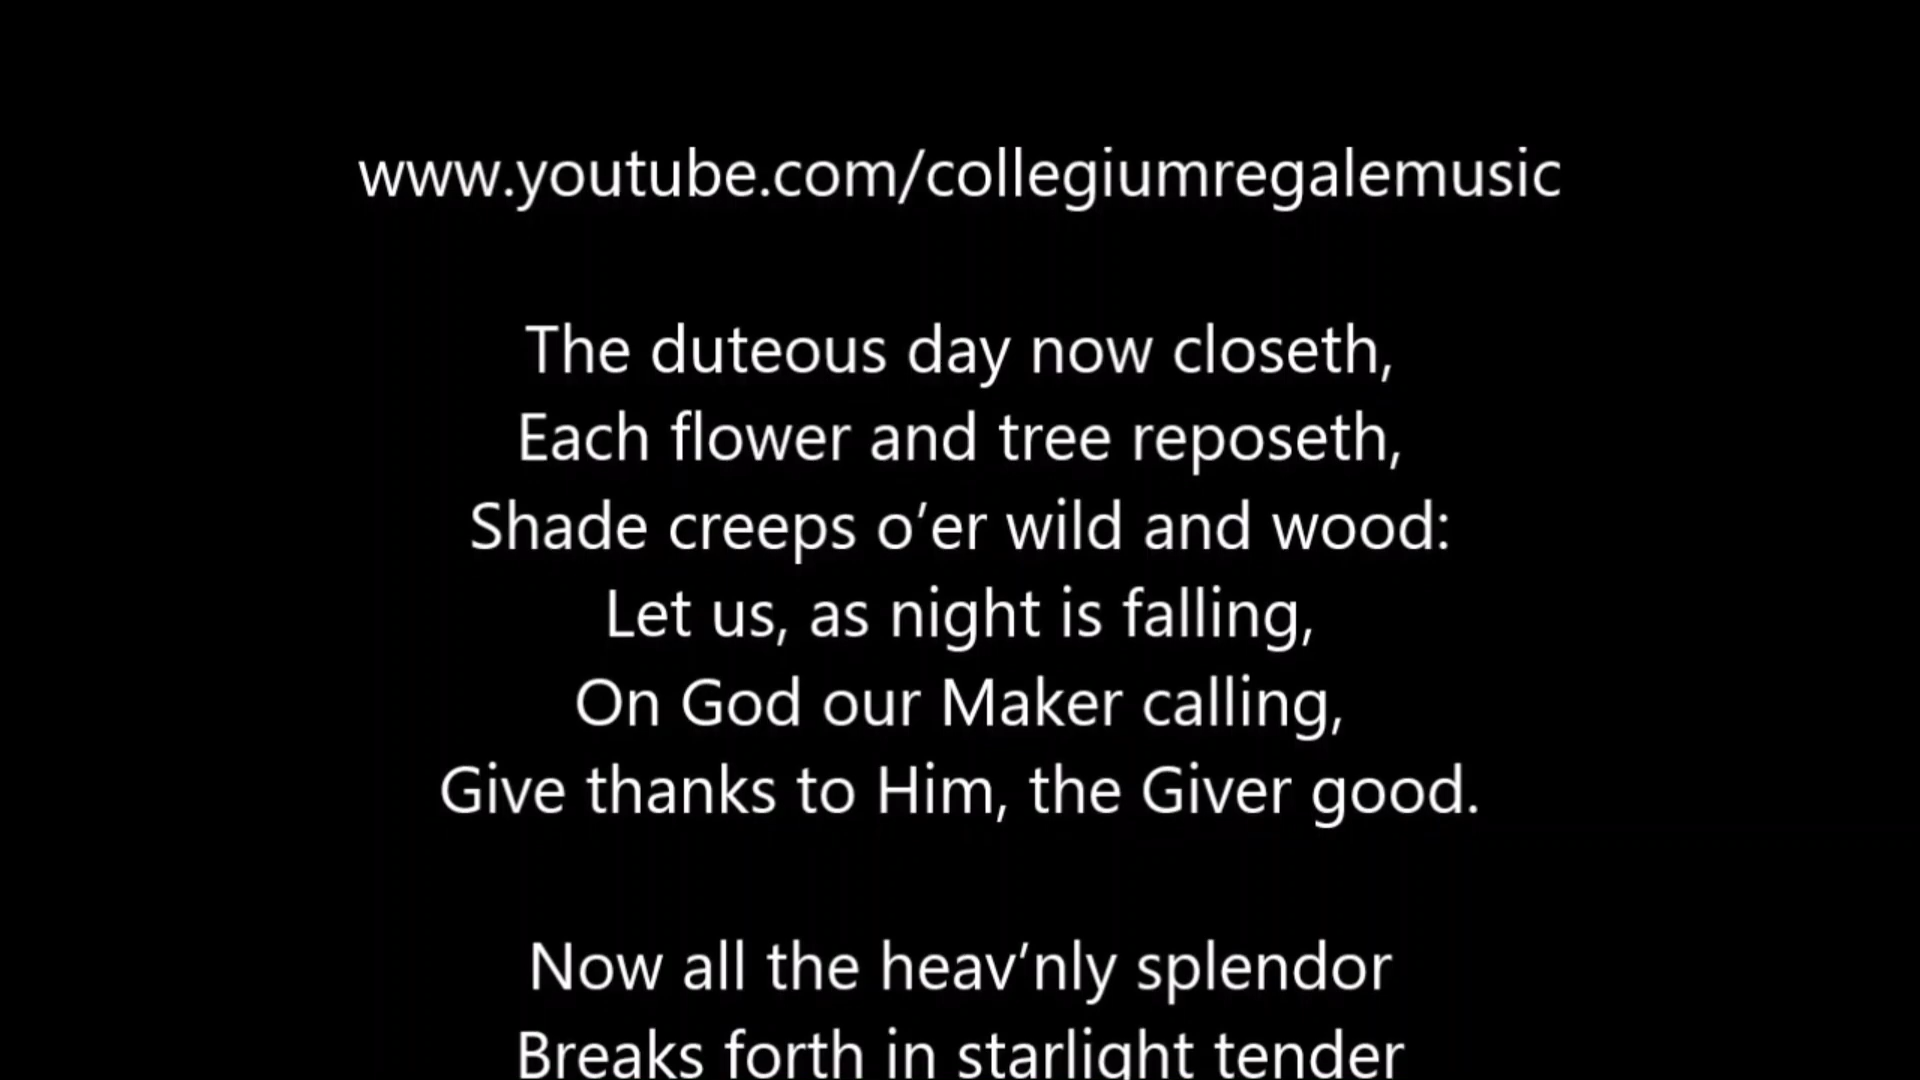 www.youtube.com/collegiumregalemusic
The duteous day now closeth,
Each flower and tree reposeth,
Shade creeps o’er wild and wood:
Let us, as night is falling,
On God our Maker calling,
Give thanks to Him, the Giver good.
Now all the heav’nly splendor
Breaks forth in starlight tender